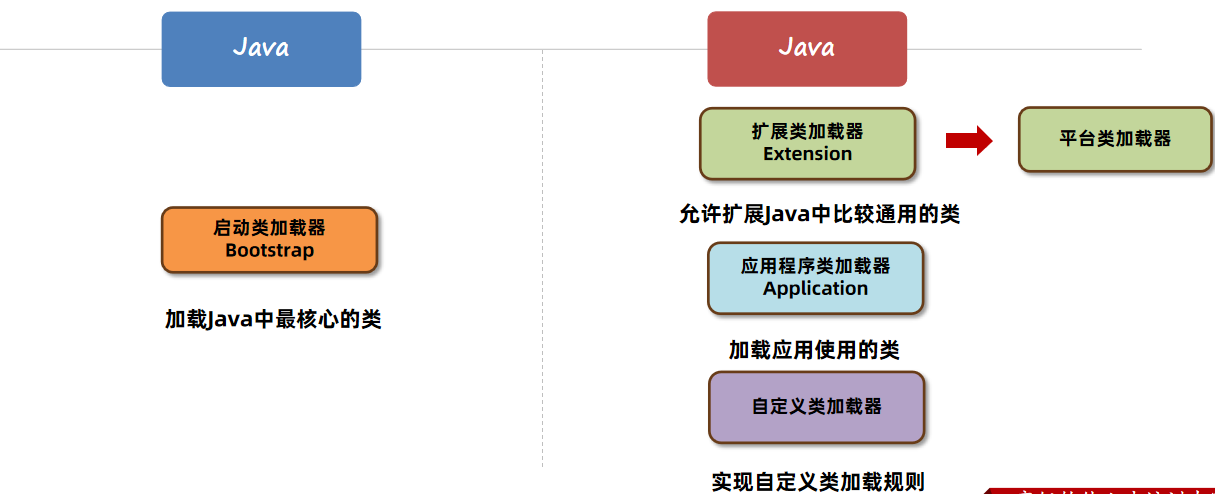 Java
Java
扩展类加载器
Extension
平台类加载器
允许扩展Java中比较通用的类
启动类加载器
Bootstrap
加载Java中最核心的类
应用程序类加载器
Application
加载应用使用的类
自定义类加载器
实现自定义类加载规则